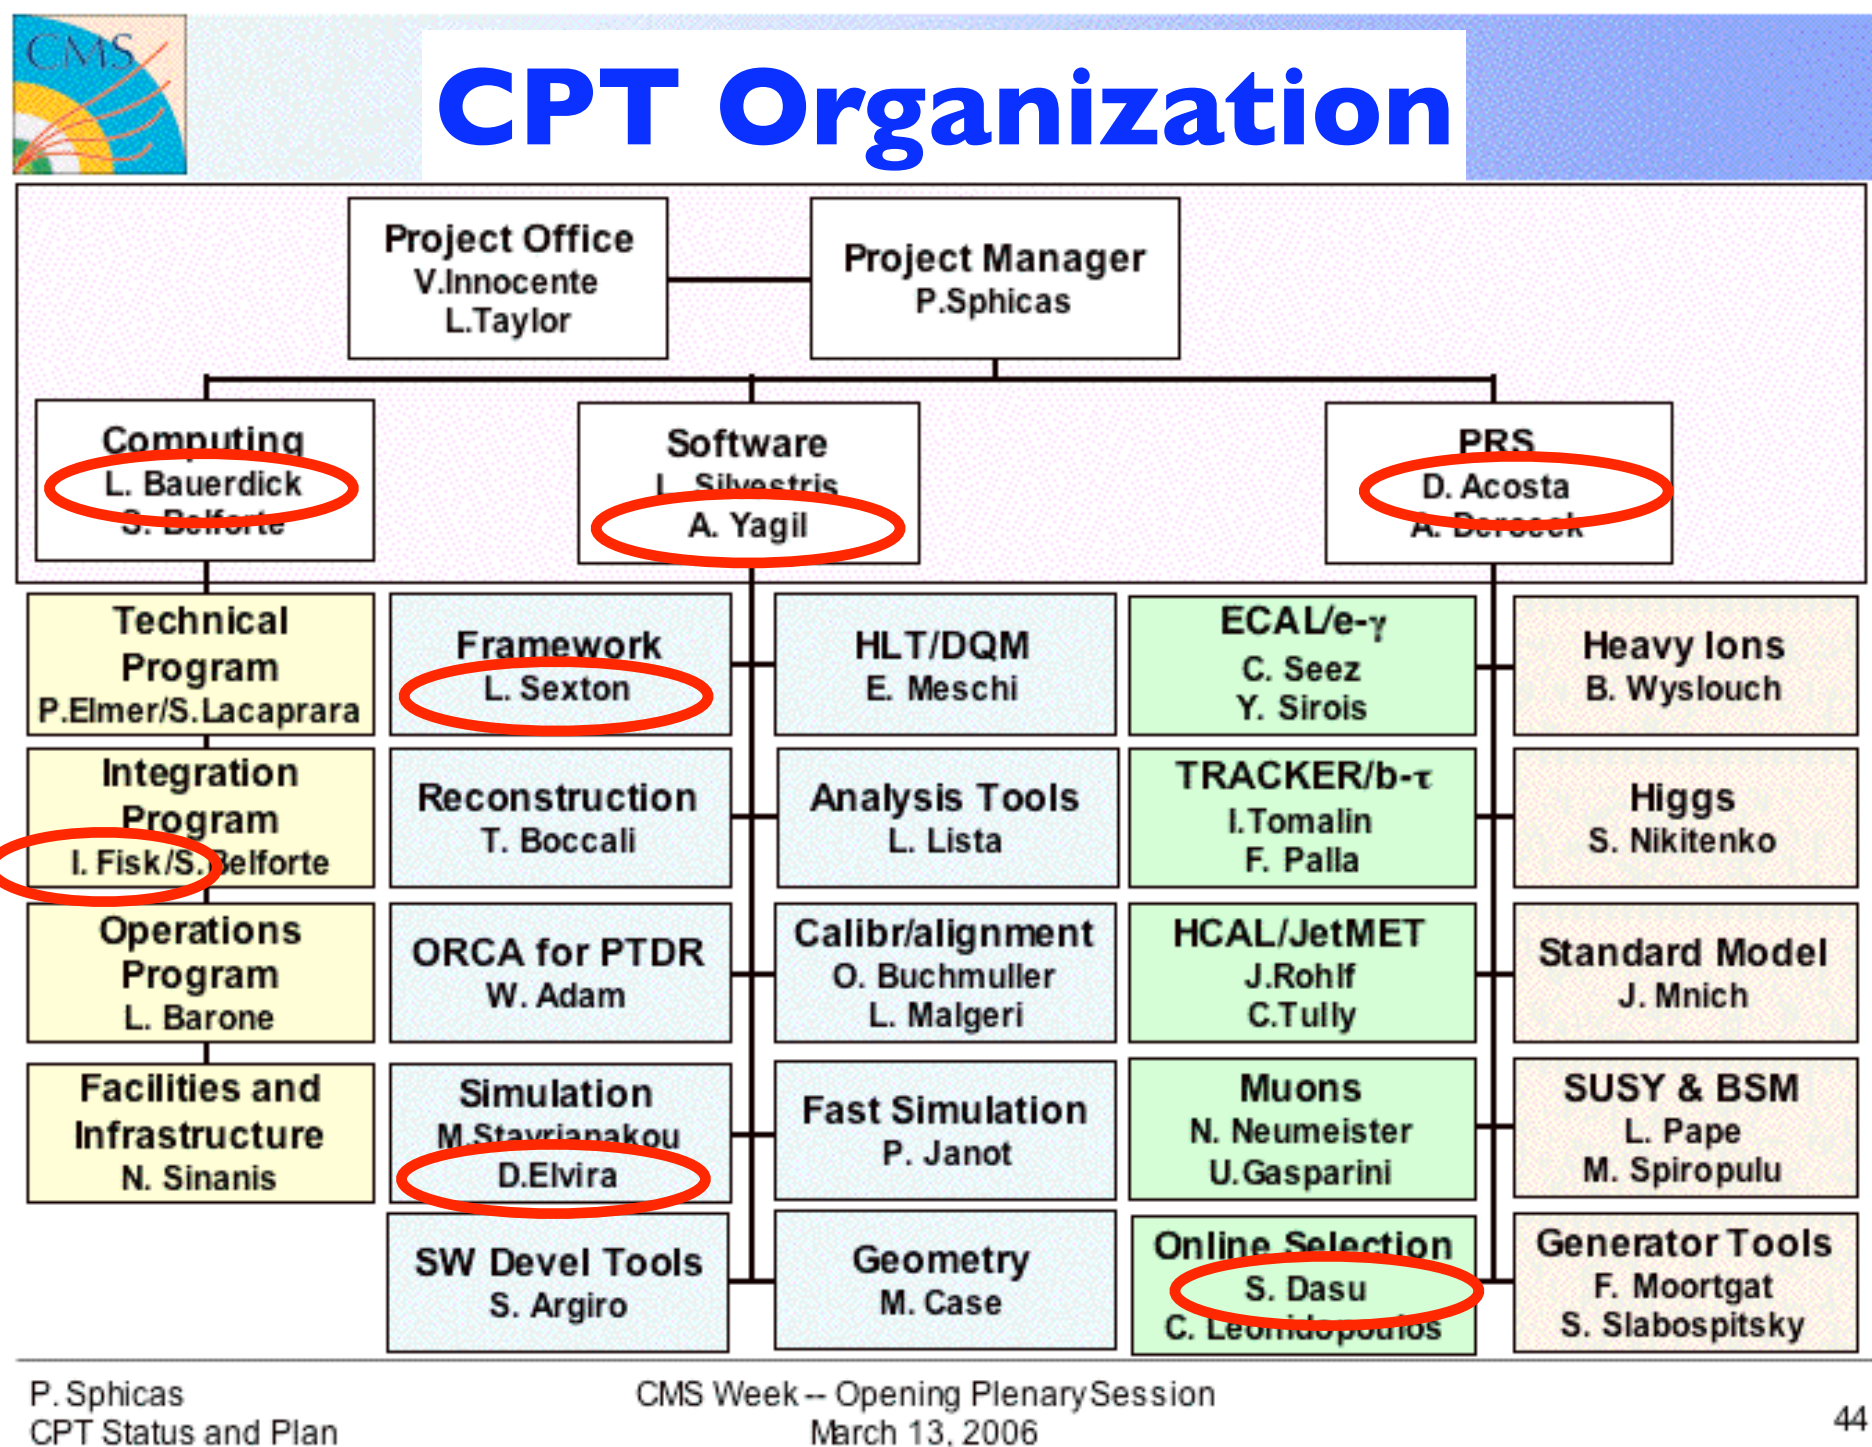 CMS
CPT Organization
Project Office
V.Innocente
L.Taylor
Project Manager
P.Sphicas
Computing
L. Bauerdick
S. Belforte
Software
L. Silvestris
A. Yagil
PRS
D. Acosta
A.
Technical
Program
P.Elmer/S.Lacaprara
Integration
Program
I. Fisk/S. Belforte
Operations
Program
L. Barone
Facilities and
Infrastructure
N. Sinanis
Framework
L. Sexton
Reconstruction
T. Boccali
ORCA for PTDR
W. Adam
Simulation
M.Stavrianakou
D.Elvira
SW Devel Tools
S. Argiro
HLT/DQM
E. Meschi
Analysis Tools
L. Lista
Calibr/alignment
O. Buchmuller
L. Malgeri
Fast Simulation
P. Janot
Geometry
M. Case
ECAL/e-γ
C. Seez
Y. Sirois
TRACKER/b-τ
I.Tomalin
F. Palla
HCAL/JetMET
J.Rohlf
C.Tully
Muons
N. Neumeister
U.Gasparini
Online Selection
S. Dasu
C. Leonidopoulos
Heavy Ions
B. Wyslouch
Higgs
S. Nikitenko
Standard Model
J. Mnich
SUSY & BSM
L. Pape
M. Spiropulu
Generator Tools
F. Moortgat
S. Slabospitsky
P. Sphicas
CPT Status and Plan
CMS Week -- Opening Plenary Session
March 13, 2006
44